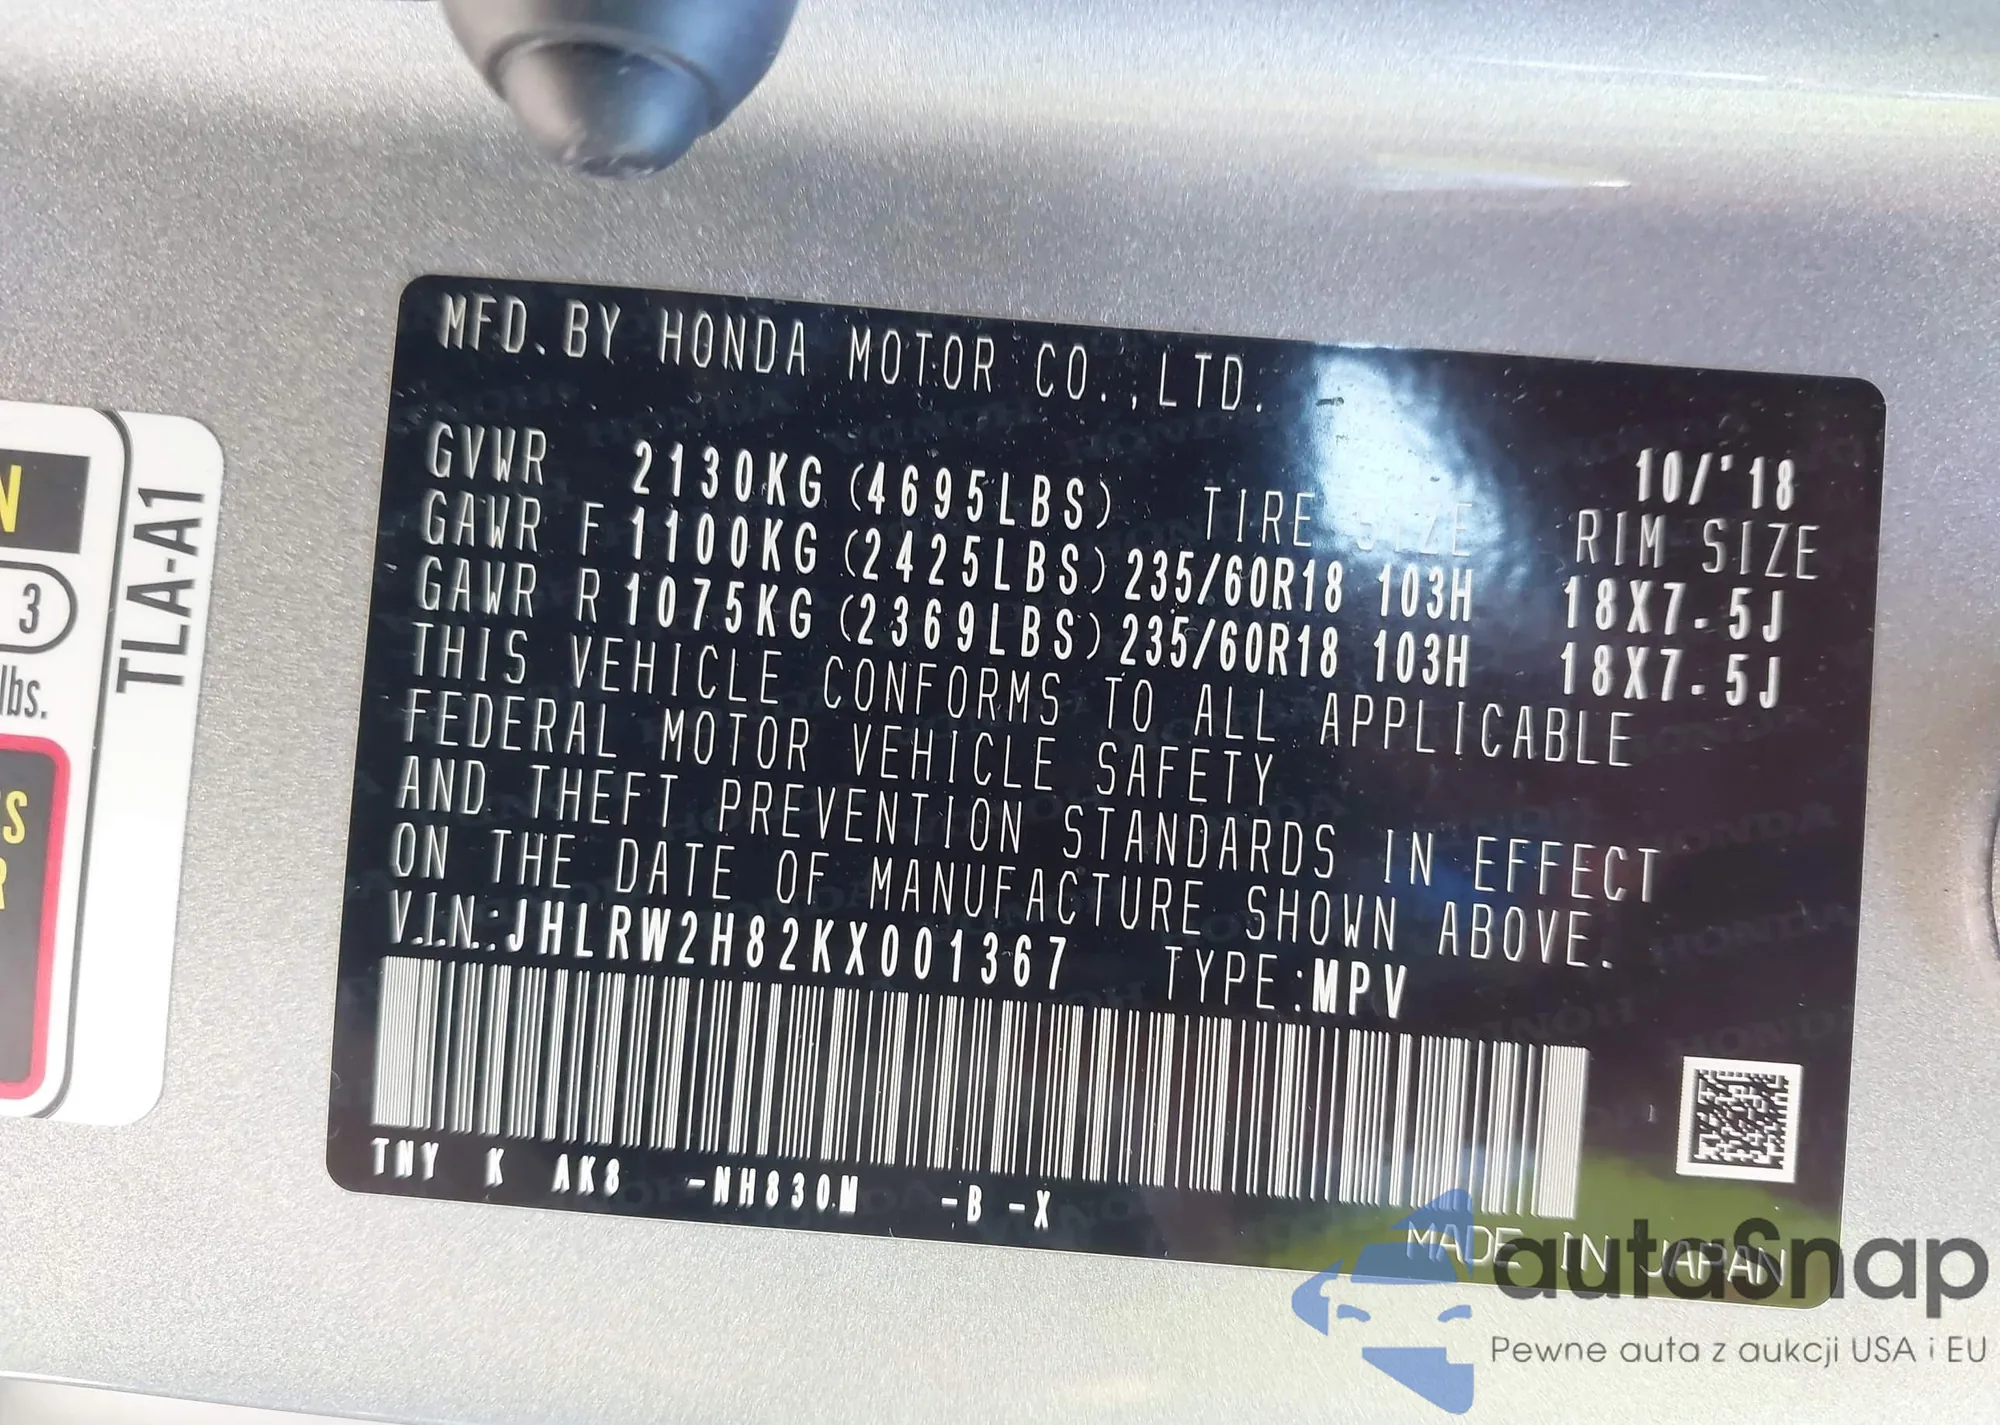 MFD. BY HONDA MOTOR CO., LTD.
10/'18
GVWR 2130KG (4695LBS) TIRE SIZE RIM SIZE
GAWR F 1100KG (2425LBS) 235/60R18 103H 18X7.5J
GAWR R 1075KG (2369LBS) 235/60R18 103H 18X7.5J
THIS VEHICLE CONFORMS TO ALL APPLICABLE
FEDERAL MOTOR VEHICLE SAFETY
AND THEFT PREVENTION STANDARDS IN EFFECT
ON THE DATE OF MANUFACTURE SHOWN ABOVE.
V.I.N.:JHLRW2H82KX001367 TYPE:MPV
TNY K AK8 -NH830M -B -X
MADE IN JAPAN
TLA-A1
N
3
lbs.
S
R
autaSnap
Pewne auta z aukcji USA i EU